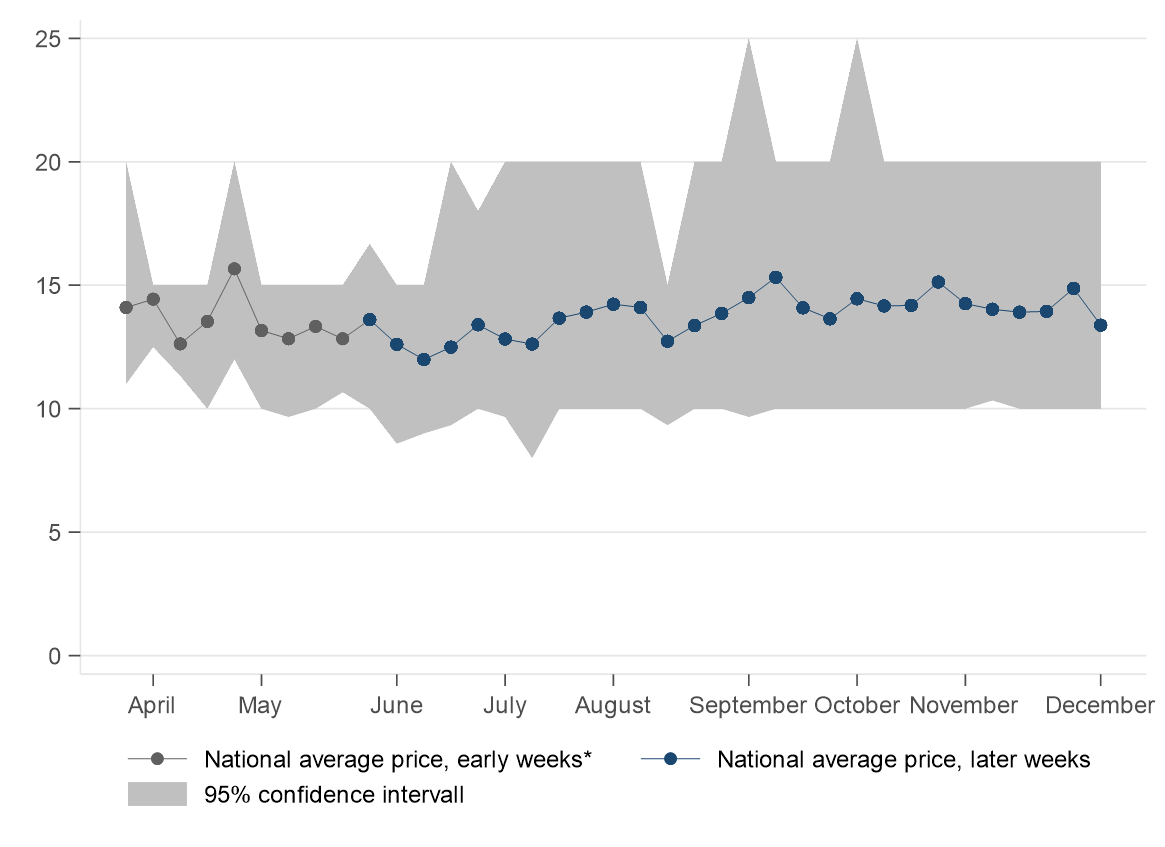 25
20
15
10
5
0
April May June July August September October November December
National average price, early weeks* National average price, later weeks
95% confidence intervall